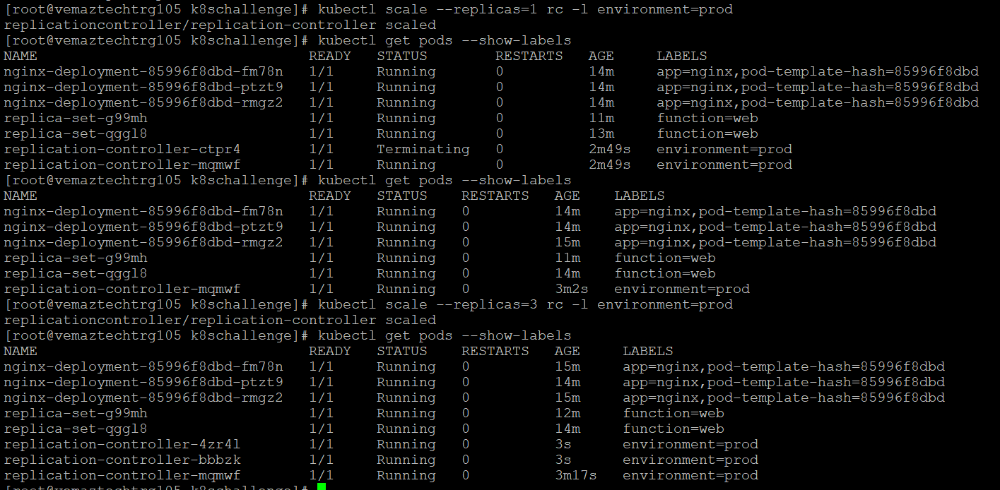 [root@vemaztechtrg105 k8schallenge]# kubectl scale --replicas=1 rc -l environment=prod
replicationcontroller/replication-controller scaled
[root@vemaztechtrg105 k8schallenge]# kubectl get pods --show-labels
NAME READY STATUS RESTARTS AGE LABELS
nginx-deployment-85996f8dbd-fm78n 1/1 Running 0 14m app=nginx,pod-template-hash=85996f8dbd
nginx-deployment-85996f8dbd-ptzt9 1/1 Running 0 14m app=nginx,pod-template-hash=85996f8dbd
nginx-deployment-85996f8dbd-rmgz2 1/1 Running 0 14m app=nginx,pod-template-hash=85996f8dbd
replica-set-g99mh 1/1 Running 0 11m function=web
replica-set-qggl8 1/1 Running 0 13m function=web
replication-controller-ctpr4 1/1 Terminating 0 2m49s environment=prod
replication-controller-mqmwf 1/1 Running 0 2m49s environment=prod
[root@vemaztechtrg105 k8schallenge]# kubectl get pods --show-labels
NAME READY STATUS RESTARTS AGE LABELS
nginx-deployment-85996f8dbd-fm78n 1/1 Running 0 14m app=nginx,pod-template-hash=85996f8dbd
nginx-deployment-85996f8dbd-ptzt9 1/1 Running 0 14m app=nginx,pod-template-hash=85996f8dbd
nginx-deployment-85996f8dbd-rmgz2 1/1 Running 0 15m app=nginx,pod-template-hash=85996f8dbd
replica-set-g99mh 1/1 Running 0 11m function=web
replica-set-qggl8 1/1 Running 0 14m function=web
replication-controller-mqmwf 1/1 Running 0 3m2s environment=prod
[root@vemaztechtrg105 k8schallenge]# kubectl scale --replicas=3 rc -l environment=prod
replicationcontroller/replication-controller scaled
[root@vemaztechtrg105 k8schallenge]# kubectl get pods --show-labels
NAME READY STATUS RESTARTS AGE LABELS
nginx-deployment-85996f8dbd-fm78n 1/1 Running 0 15m app=nginx,pod-template-hash=85996f8dbd
nginx-deployment-85996f8dbd-ptzt9 1/1 Running 0 14m app=nginx,pod-template-hash=85996f8dbd
nginx-deployment-85996f8dbd-rmgz2 1/1 Running 0 15m app=nginx,pod-template-hash=85996f8dbd
replica-set-g99mh 1/1 Running 0 12m function=web
replica-set-qggl8 1/1 Running 0 14m function=web
replication-controller-4zr4l 1/1 Running 0 3s environment=prod
replication-controller-bbbzk 1/1 Running 0 3s environment=prod
replication-controller-mqmwf 1/1 Running 0 3m17s environment=prod
[root@vemaztechtrg105 k8schallenge]#